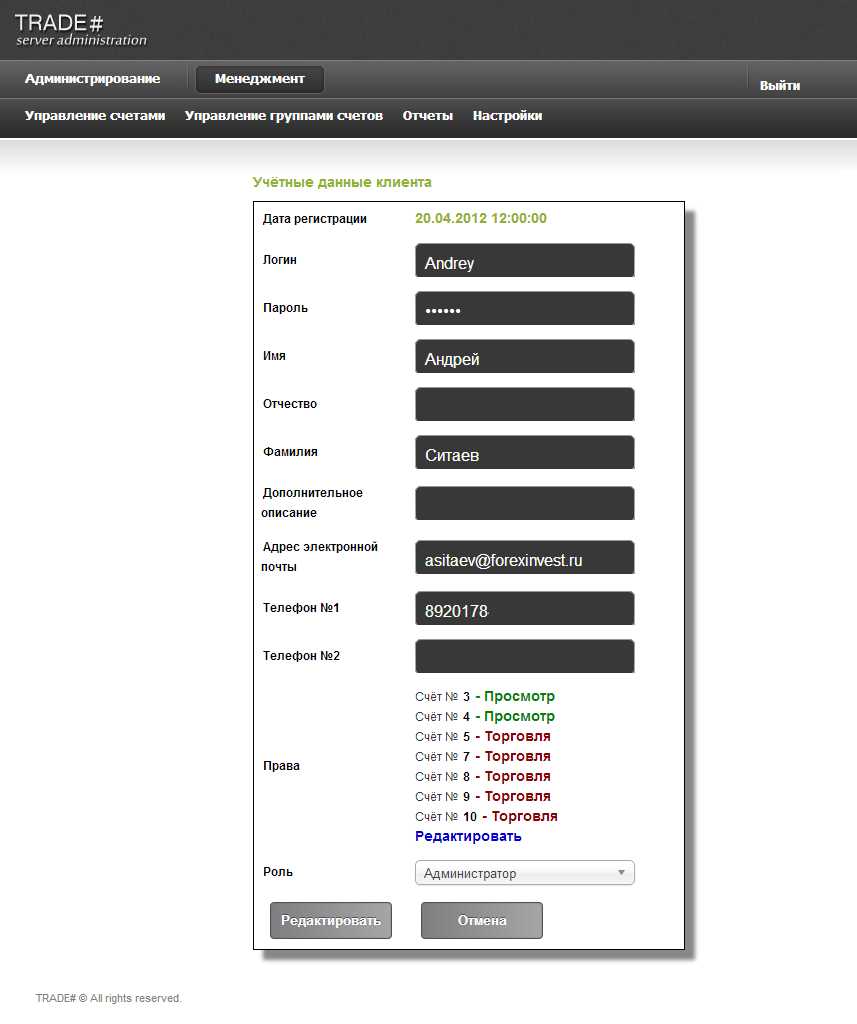 TRADE#
server administration
Администрирование Менеджмент Выйти
Управление счетами Управление группами счетов Отчеты Настройки
Учётные данные клиента
Дата регистрации 20.04.2012 12:00:00
Логин Andrey
Пароль ••••••
Имя Андрей
Отчество
Фамилия Ситаев
Дополнительное
описание
Адрес электронной
почты asitaev@forexinvest.ru
Телефон №1 8920178
Телефон №2
Права
Счёт № 3 - Просмотр
Счёт № 4 - Просмотр
Счёт № 5 - Торговля
Счёт № 7 - Торговля
Счёт № 8 - Торговля
Счёт № 9 - Торговля
Счёт № 10 - Торговля
Редактировать
Роль Администратор
Редактировать Отмена
TRADE# © All rights reserved.